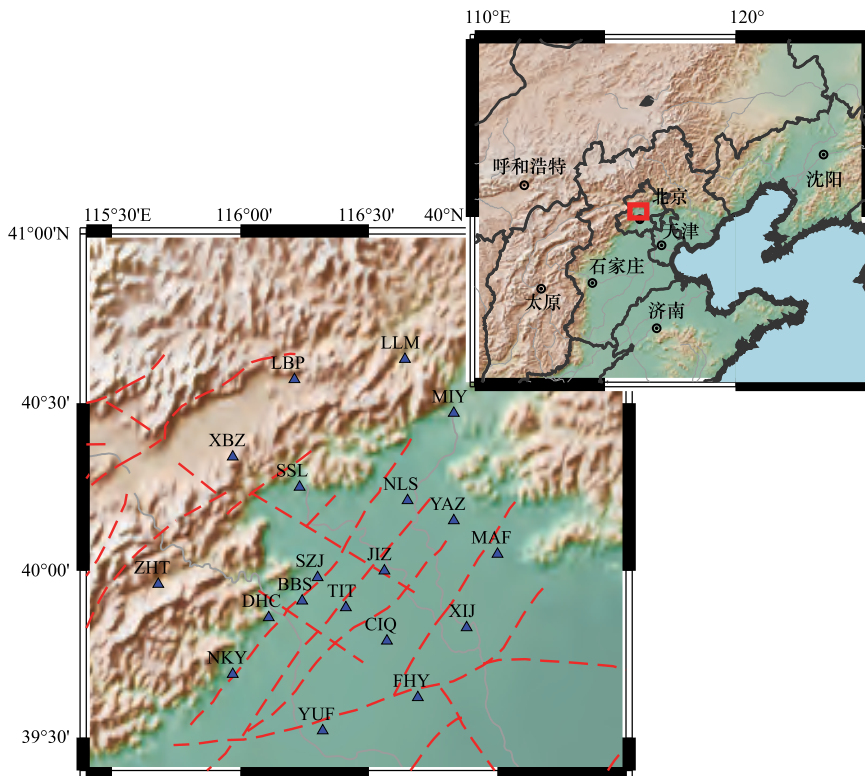 110°E 120°
呼和浩特
沈阳
北京
天津
石家庄
太原
济南
115°30'E 116°00' 116°30' 40°N
41°00'N
LLM
LBP
40°30'
MIY
XBZ
SSL
NLS
YAZ
MAF
40°00'
ZHT
SZJ
JIZ
BBS
TIT
DHC
XIJ
CIQ
NKY
FHY
YUF
39°30'